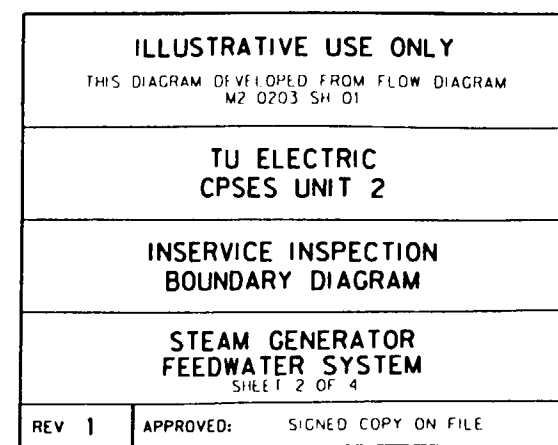 ILLUSTRATIVE USE ONLY
THIS DIAGRAM DEVELOPED FROM FLOW DIAGRAM
M2 0203 SH 01
TU ELECTRIC
CPSES UNIT 2
INSERVICE INSPECTION
BOUNDARY DIAGRAM
STEAM GENERATOR
FEEDWATER SYSTEM
SHEET 2 OF 4
REV 1 APPROVED: SIGNED COPY ON FILE